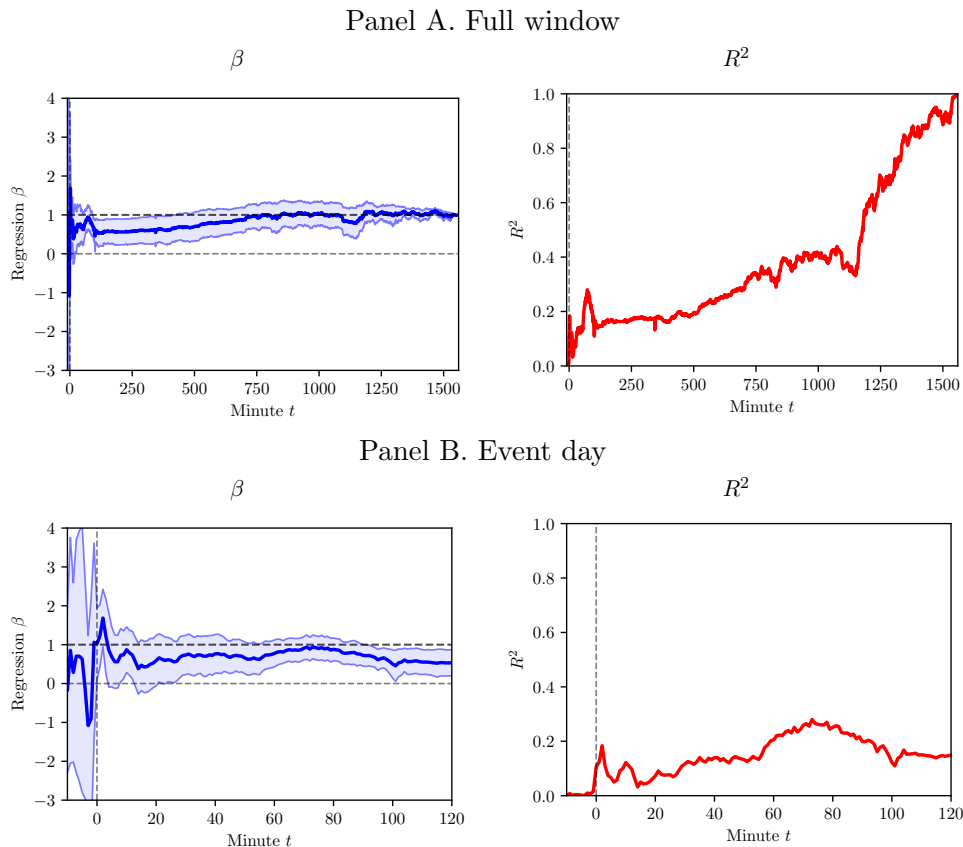 Panel A. Full window
β
R²
4
3
2
1
0
−1
−2
−3
Regression β
0 250 500 750 1000 1250 1500
Minute t
1.0
0.8
0.6
0.4
0.2
0.0
R²
0 250 500 750 1000 1250 1500
Minute t
Panel B. Event day
β
R²
4
3
2
1
0
−1
−2
−3
Regression β
0 20 40 60 80 100 120
Minute t
1.0
0.8
0.6
0.4
0.2
0.0
R²
0 20 40 60 80 100 120
Minute t